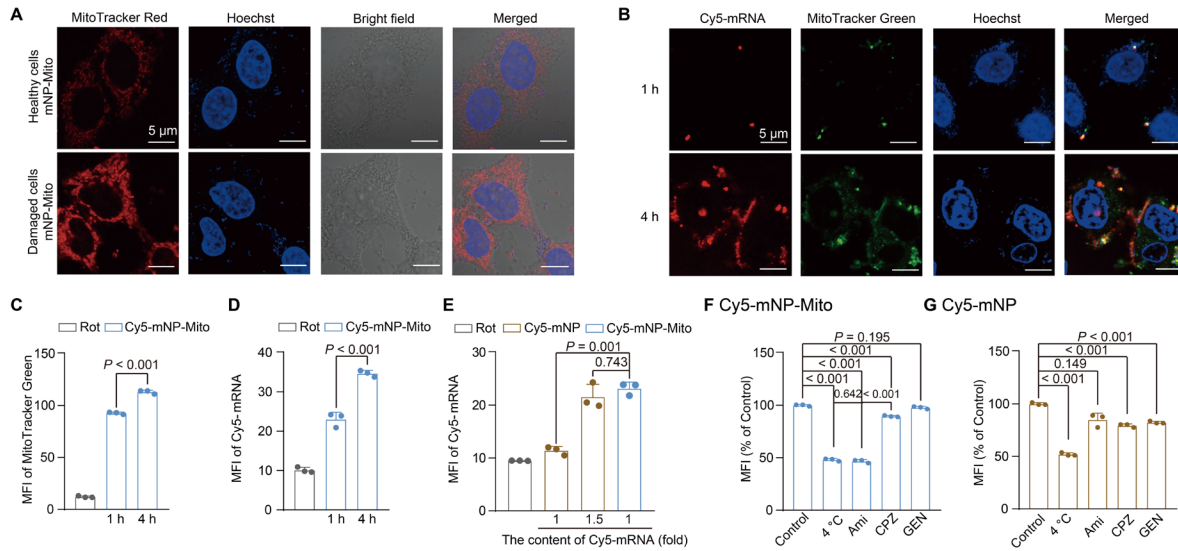 A
MitoTracker Red
Hoechst
Bright field
Merged
Healthy cells
mNP-Mito
5 µm
Damaged cells
mNP-Mito
B
Cy5-mRNA
MitoTracker Green
Hoechst
Merged
1 h
5 µm
4 h
C
Rot
Cy5-mNP-Mito
MFI of MitoTracker Green
150
100
50
0
P < 0.001
1 h
4 h
D
Rot
Cy5-mNP-Mito
MFI of Cy5-mRNA
40
30
20
10
0
P < 0.001
1 h
4 h
E
Rot
Cy5-mNP
Cy5-mNP-Mito
MFI of Cy5-mRNA
30
20
10
0
P = 0.001
0.743
1
1.5
1
The content of Cy5-mRNA (fold)
F Cy5-mNP-Mito
MFI (% of Control)
150
100
50
0
P = 0.195
< 0.001
< 0.001
< 0.001
0.642
< 0.001
Control
4 °C
Ami
CPZ
GEN
G Cy5-mNP
MFI (% of Control)
150
100
50
0
P < 0.001
< 0.001
0.149
< 0.001
Control
4 °C
Ami
CPZ
GEN